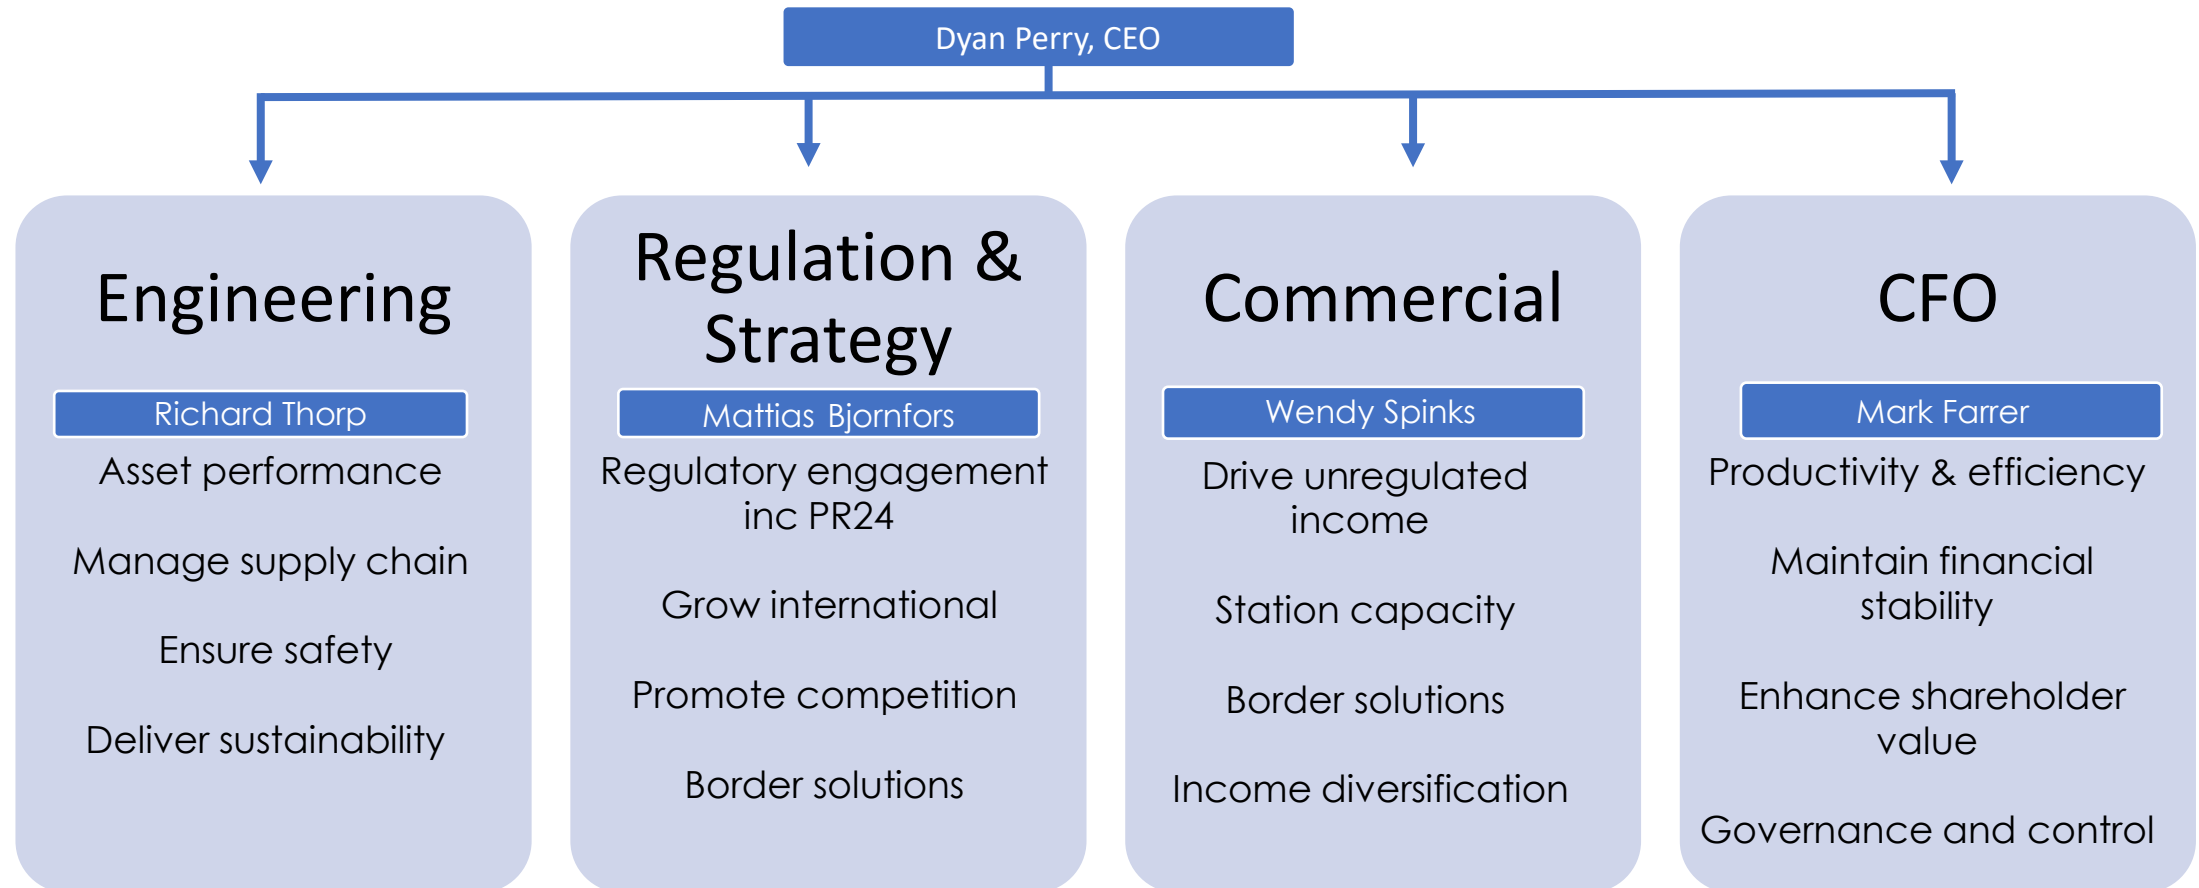 Dyan Perry, CEO
Engineering
Richard Thorp
Asset performance
Manage supply chain
Ensure safety
Deliver sustainability
Regulation &
Strategy
Mattias Bjornfors
Regulatory engagement
inc PR24
Grow international
Promote competition
Border solutions
Commercial
Wendy Spinks
Drive unregulated
income
Station capacity
Border solutions
Income diversification
CFO
Mark Farrer
Productivity & efficiency
Maintain financial
stability
Enhance shareholder
value
Governance and control